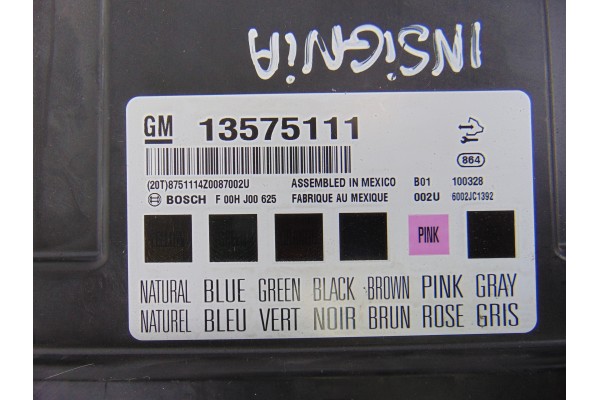 INSIGNIA
GM 13575111
864
(20T)8751114Z0087002U ASSEMBLED IN MEXICO B01 100328
BOSCH F 00H J00 625 FABRIQUE AU MEXIQUE 002U 6002JC1392
PINK
NATURAL BLUE GREEN BLACK BROWN PINK GRAY
NATUREL BLEU VERT NOIR BRUN ROSE GRIS